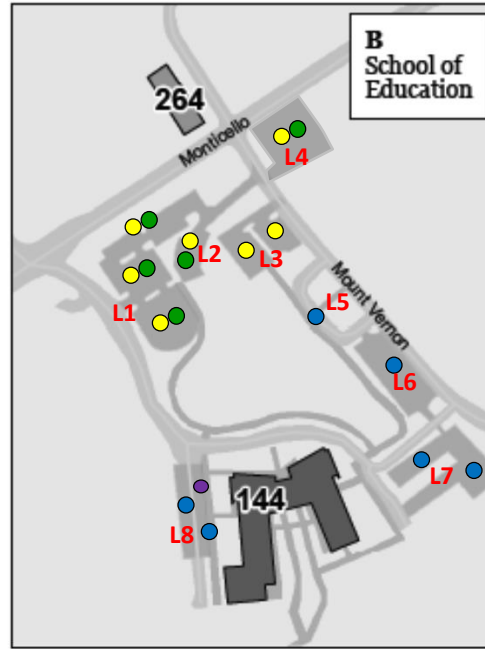 B
School of
Education
264
Monticello
L4
L2
L3
L1
Mount Vernon
L5
L6
L7
144
L8